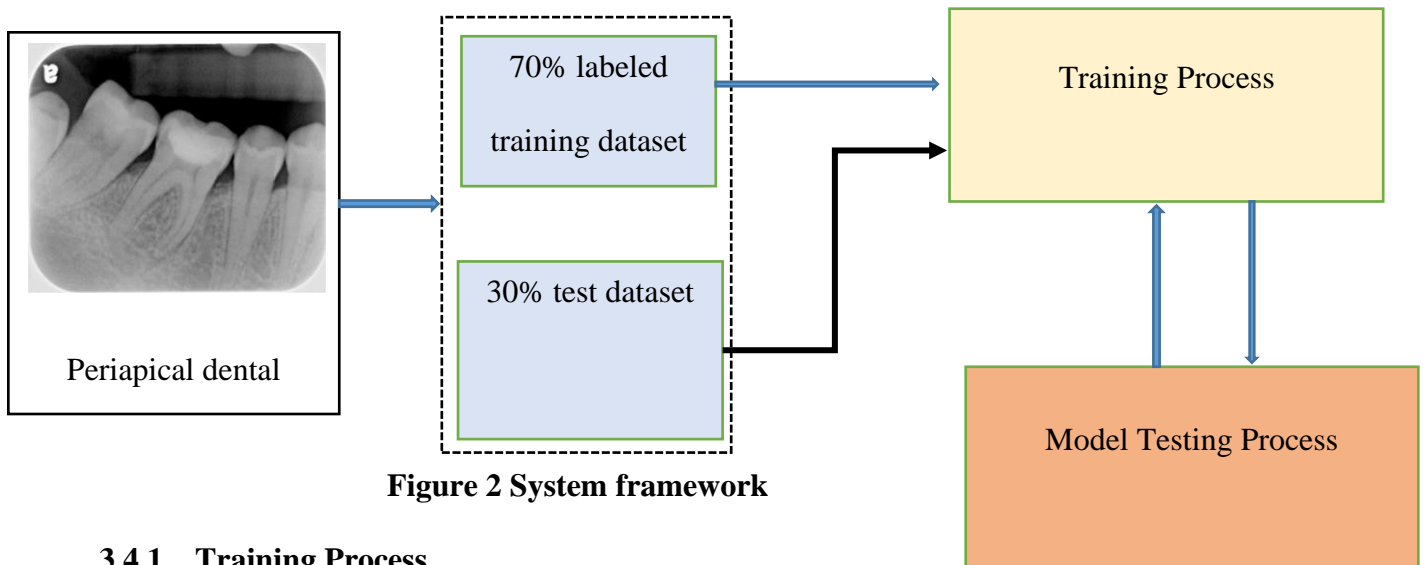 70% labeled
training dataset
Training Process
30% test dataset
Periapical dental
Model Testing Process
Figure 2 System framework
3.4.1 Training Process